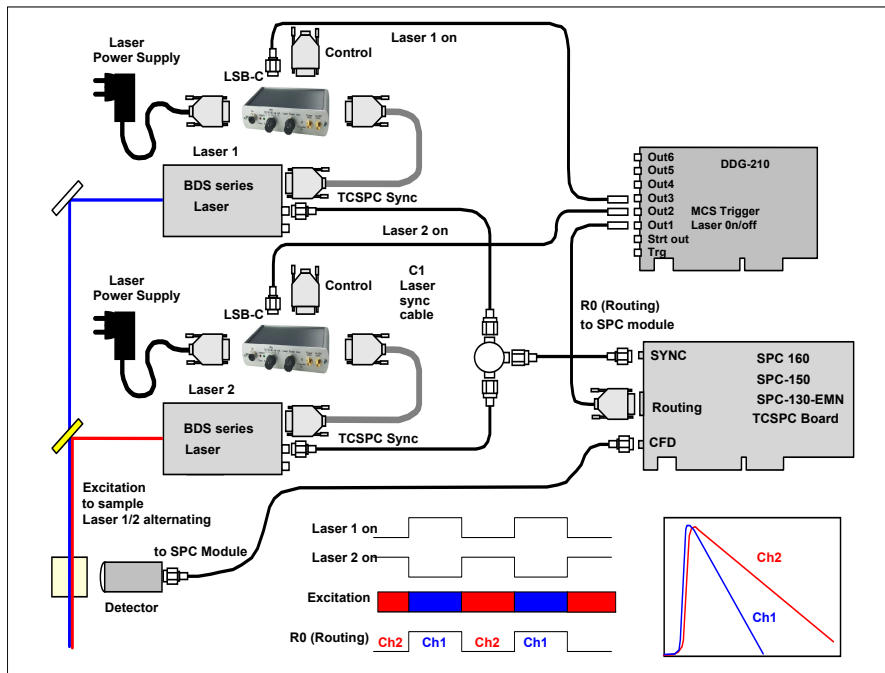 Laser
Power Supply
LSB-C
Control
Laser 1 on
Laser 1
BDS series
Laser
TCSPC Sync
Laser 2 on
Out6
Out5
Out4
Out3
Out2
Out1
Strt out
Trg
DDG-210
MCS Trigger
Laser 0n/off
Laser
Power Supply
LSB-C
Control
C1
Laser
sync
cable
R0 (Routing)
to SPC module
Laser 2
BDS series
Laser
TCSPC Sync
SYNC
Routing
CFD
SPC 160
SPC-150
SPC-130-EMN
TCSPC Board
Excitation
to sample
Laser 1/2 alternating
to SPC Module
Detector
Laser 1 on
Laser 2 on
Excitation
R0 (Routing)
Ch2 Ch1 Ch2 Ch1
Ch2
Ch1